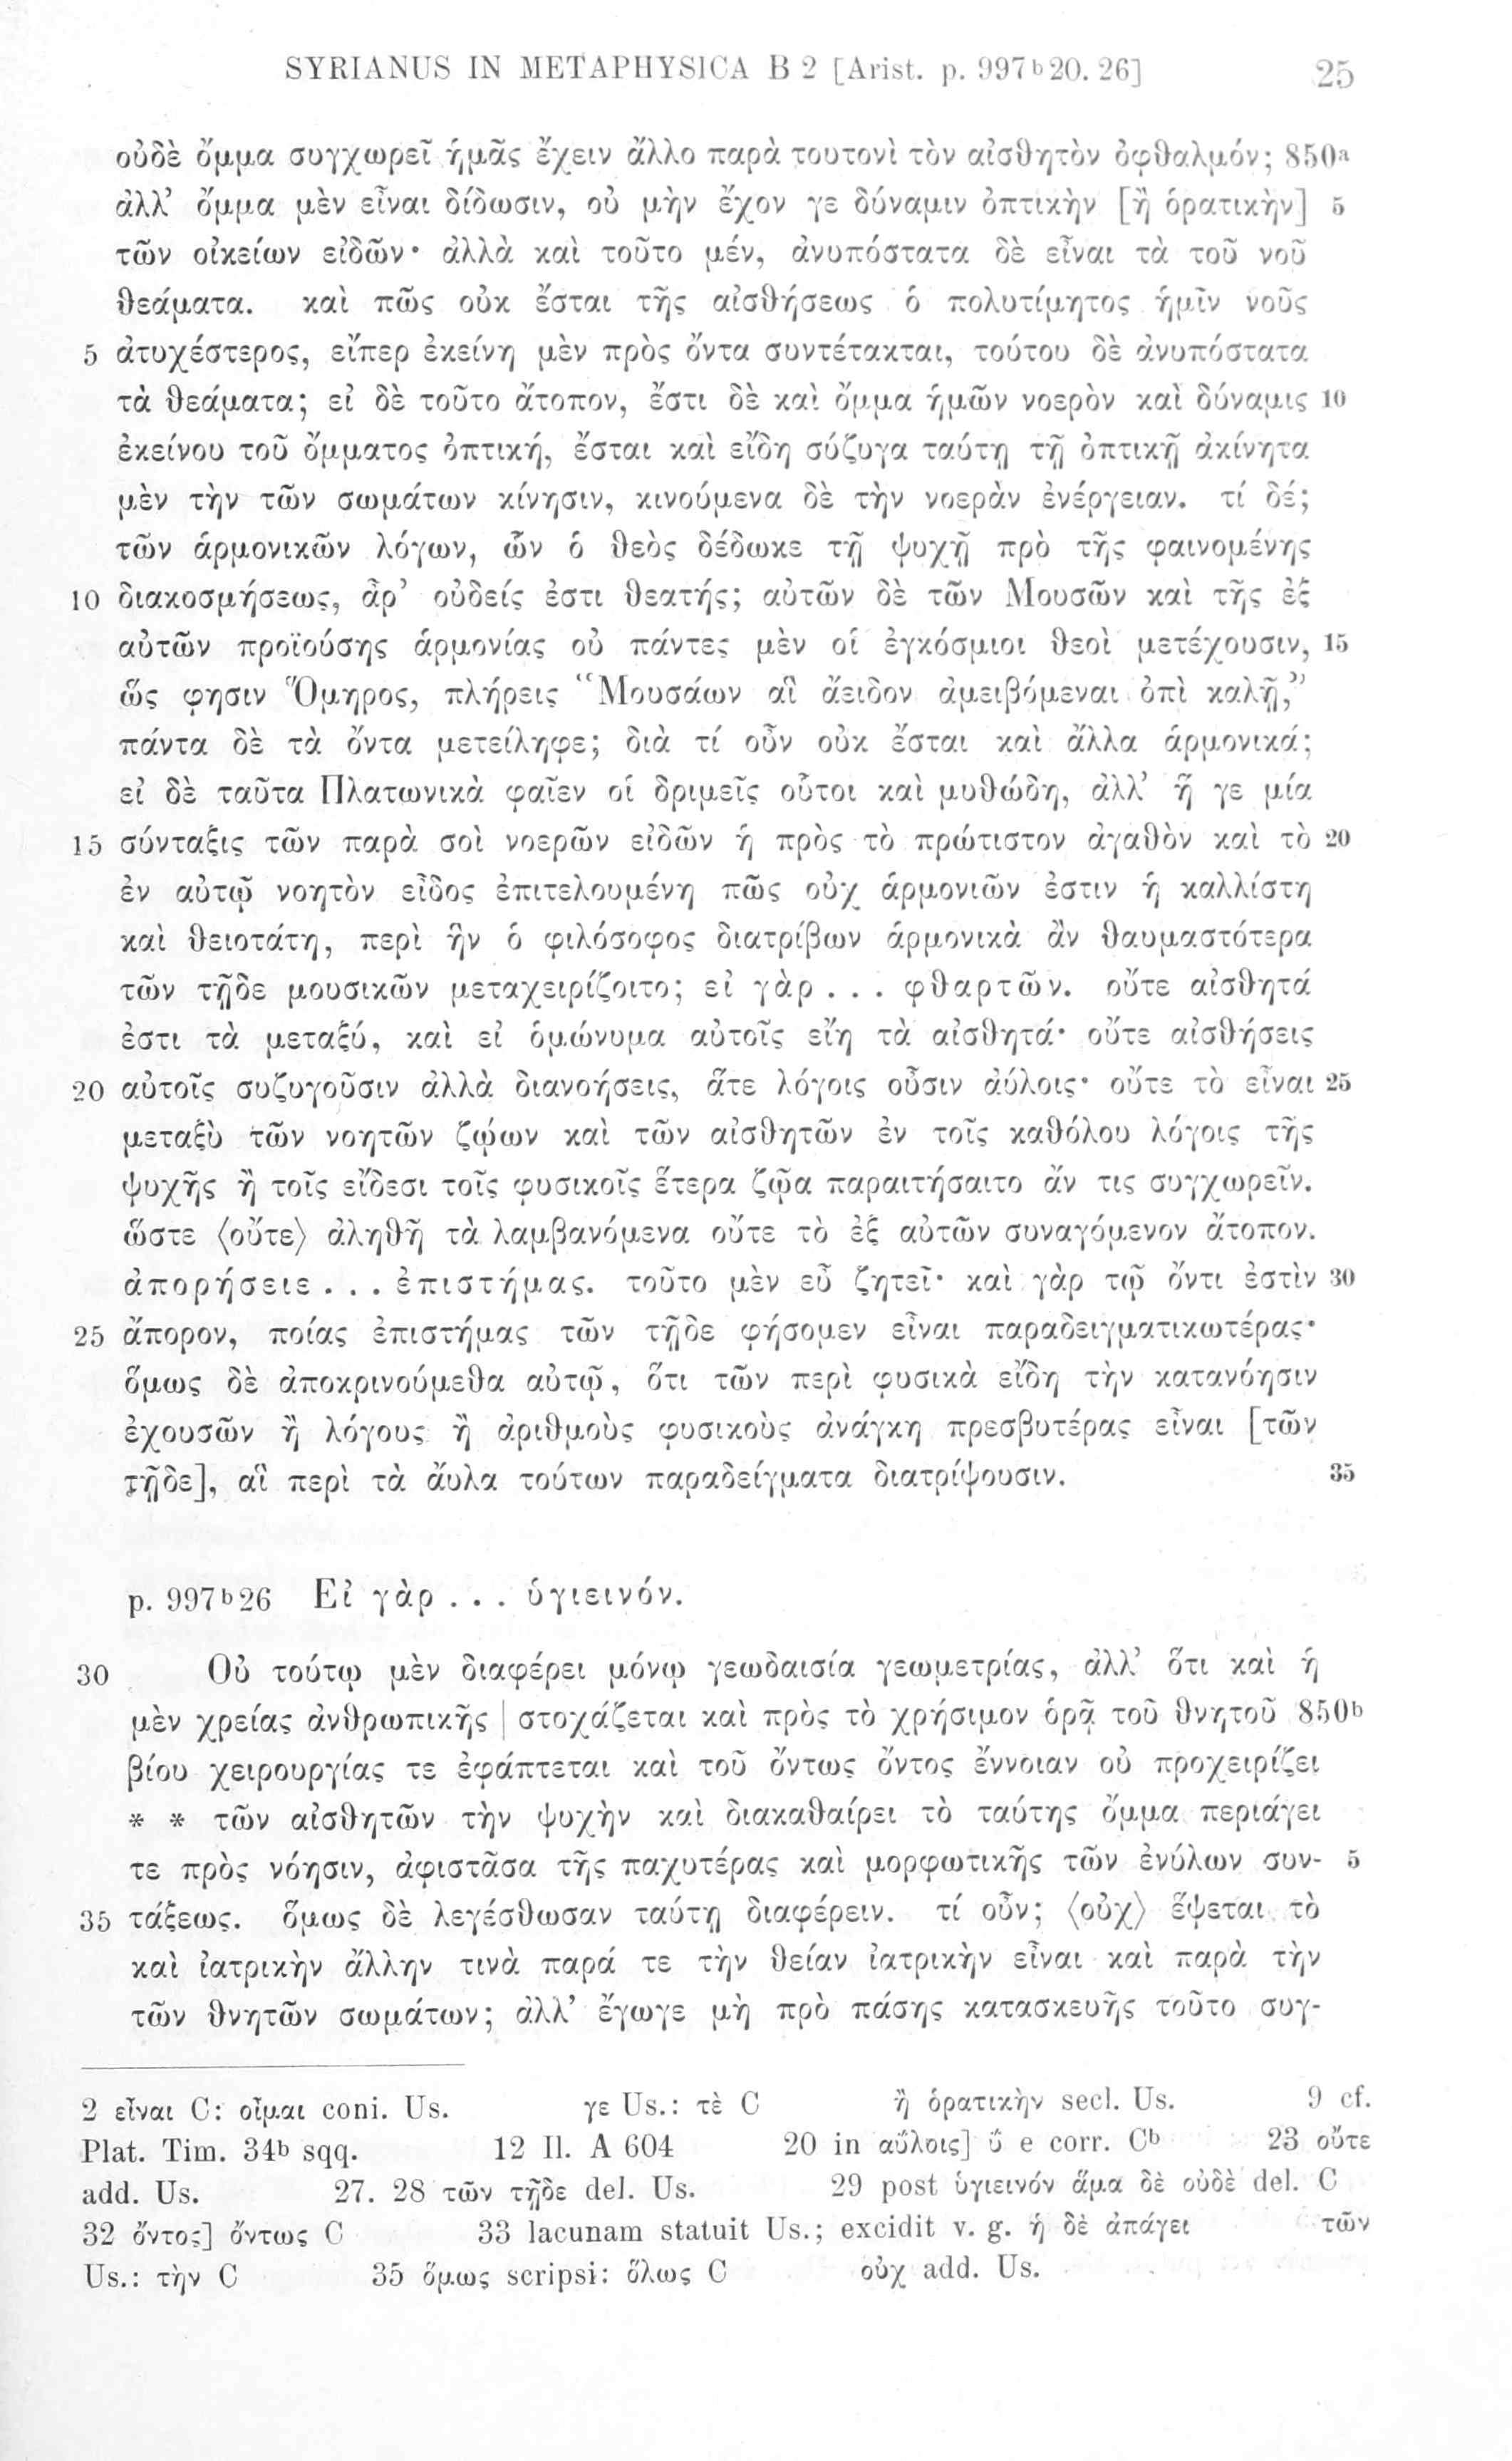 SYRIANUS IN METAPHYSICA B 2 [Arist. p. 997ᵇ20. 26] 25
οὐδὲ ὄμμα συγχωρεῖ ἡμᾶς ἔχειν ἄλλο παρὰ τουτονὶ τὸν αἰσθητὸν ὀφθαλμόν; 850ᵃ
ἀλλ’ ὄμμα μὲν εἶναι δίδωσιν, οὐ μὴν ἔχον γε δύναμιν ὀπτικὴν [ἢ ὁρατικὴν] 5
τῶν οἰκείων εἰδῶν· ἀλλὰ καὶ τοῦτο μέν, ἀνυπόστατα δὲ εἶναι τὰ τοῦ νοῦ
θεάματα. καὶ πῶς οὐκ ἔσται τῆς αἰσθήσεως ὁ πολυτίμητος ἡμῖν νοῦς
5 ἀτυχέστερος, εἴπερ ἐκείνη μὲν πρὸς ὄντα συντέτακται, τούτου δὲ ἀνυπόστατα
τὰ θεάματα; εἰ δὲ τοῦτο ἄτοπον, ἔστι δὲ καὶ ὄμμα ἡμῶν νοερὸν καὶ δύναμις 10
ἐκείνου τοῦ ὄμματος ὀπτική, ἔσται καὶ εἴδη σύζυγα ταύτῃ τῇ ὀπτικῇ ἀκίνητα
μὲν τὴν τῶν σωμάτων κίνησιν, κινούμενα δὲ τὴν νοερὰν ἐνέργειαν. τί δέ;
τῶν ἁρμονικῶν λόγων, ὧν ὁ θεὸς δέδωκε τῇ ψυχῇ πρὸ τῆς φαινομένης
10 διακοσμήσεως, ἆρ’ οὐδείς ἐστι θεατής; αὐτῶν δὲ τῶν Μουσῶν καὶ τῆς ἐξ
αὐτῶν προϊούσης ἁρμονίας οὐ πάντες μὲν οἱ ἐγκόσμιοι θεοὶ μετέχουσιν, 15
ὥς φησιν Ὅμηρος, πλήρεις “Μουσάων αἳ ἄειδον ἀμειβόμεναι ὀπὶ καλῇ,”
πάντα δὲ τὰ ὄντα μετείληφε; διὰ τί οὖν οὐκ ἔσται καὶ ἄλλα ἁρμονικά;
εἰ δὲ ταῦτα Πλατωνικὰ φαῖεν οἱ δριμεῖς οὗτοι καὶ μυθώδη, ἀλλ’ ἥ γε μία
15 σύνταξις τῶν παρὰ σοὶ νοερῶν εἰδῶν ἡ πρὸς τὸ πρώτιστον ἀγαθὸν καὶ τὸ 20
ἐν αὐτῷ νοητὸν εἶδος ἐπιτελουμένη πῶς οὐχ ἁρμονιῶν ἐστιν ἡ καλλίστη
καὶ θειοτάτη, περὶ ἣν ὁ φιλόσοφος διατρίβων ἁρμονικὰ ἂν θαυμαστότερα
τῶν τῇδε μουσικῶν μεταχειρίζοιτο; εἰ γὰρ . . . φθαρτῶν. οὔτε αἰσθητά
ἐστι τὰ μεταξύ, καὶ εἰ ὁμώνυμα αὐτοῖς εἴη τὰ αἰσθητά· οὔτε αἰσθήσεις
20 αὐτοῖς συζυγοῦσιν ἀλλὰ διανοήσεις, ἅτε λόγοις οὖσιν ἀύλοις· οὔτε τὸ εἶναι 25
μεταξὺ τῶν νοητῶν ζῴων καὶ τῶν αἰσθητῶν ἐν τοῖς καθόλου λόγοις τῆς
ψυχῆς ἢ τοῖς εἴδεσι τοῖς φυσικοῖς ἕτερα ζῷα παραιτήσαιτο ἄν τις συγχωρεῖν.
ὥστε ⟨οὔτε⟩ ἀληθῆ τὰ λαμβανόμενα οὔτε τὸ ἐξ αὐτῶν συναγόμενον ἄτοπον.
ἀπορήσειε . . . ἐπιστήμας. τοῦτο μὲν εὖ ζητεῖ· καὶ γὰρ τῷ ὄντι ἐστὶν 30
25 ἄπορον, ποίας ἐπιστήμας τῶν τῇδε φήσομεν εἶναι παραδειγματικωτέρας·
ὅμως δὲ ἀποκρινούμεθα αὐτῷ, ὅτι τῶν περὶ φυσικὰ εἴδη τὴν κατανόησιν
ἐχουσῶν ἢ λόγους ἢ ἀριθμοὺς φυσικοὺς ἀνάγκη πρεσβυτέρας εἶναι [τῶν
τῇδε], αἳ περὶ τὰ ἄυλα τούτων παραδείγματα διατρίψουσιν. 35
p. 997ᵇ26 Εἰ γὰρ . . . ὑγιεινόν.
30 Οὐ τούτῳ μὲν διαφέρει μόνῳ γεωδαισία γεωμετρίας, ἀλλ’ ὅτι καὶ ἡ
μὲν χρείας ἀνθρωπικῆς | στοχάζεται καὶ πρὸς τὸ χρήσιμον ὁρᾷ τοῦ θνητοῦ 850ᵇ
βίου χειρουργίας τε ἐφάπτεται καὶ τοῦ ὄντως ὄντος ἔννοιαν οὐ προχειρίζει
* * τῶν αἰσθητῶν τὴν ψυχὴν καὶ διακαθαίρει τὸ ταύτης ὄμμα περιάγει
τε πρὸς νόησιν, ἀφιστᾶσα τῆς παχυτέρας καὶ μορφωτικῆς τῶν ἐνύλων συν- 5
35 τάξεως. ὅμως δὲ λεγέσθωσαν ταύτῃ διαφέρειν. τί οὖν; ⟨οὐχ⟩ ἕψεται τὸ
καὶ ἰατρικὴν ἄλλην τινὰ παρά τε τὴν θείαν ἰατρικὴν εἶναι καὶ παρὰ τὴν
τῶν θνητῶν σωμάτων; ἀλλ’ ἔγωγε μὴ πρὸ πάσης κατασκευῆς τοῦτο συγ-
2 εἶναι C: οἶμαι coni. Us. γε Us.: τὲ C ἢ ὁρατικὴν secl. Us. 9 cf.
Plat. Tim. 34ᵇ sqq. 12 Il. A 604 20 in αὔλοις] ὔ e corr. Cᵇ 23 οὔτε
add. Us. 27. 28 τῶν τῇδε del. Us. 29 post ὑγιεινόν ἅμα δὲ οὐδὲ del. C
32 ὄντος] ὄντως C 33 lacunam statuit Us.; excidit v. g. ἡ δὲ ἀπάγει τῶν
Us.: τὴν C 35 ὅμως scripsi: ὅλως C οὐχ add. Us.